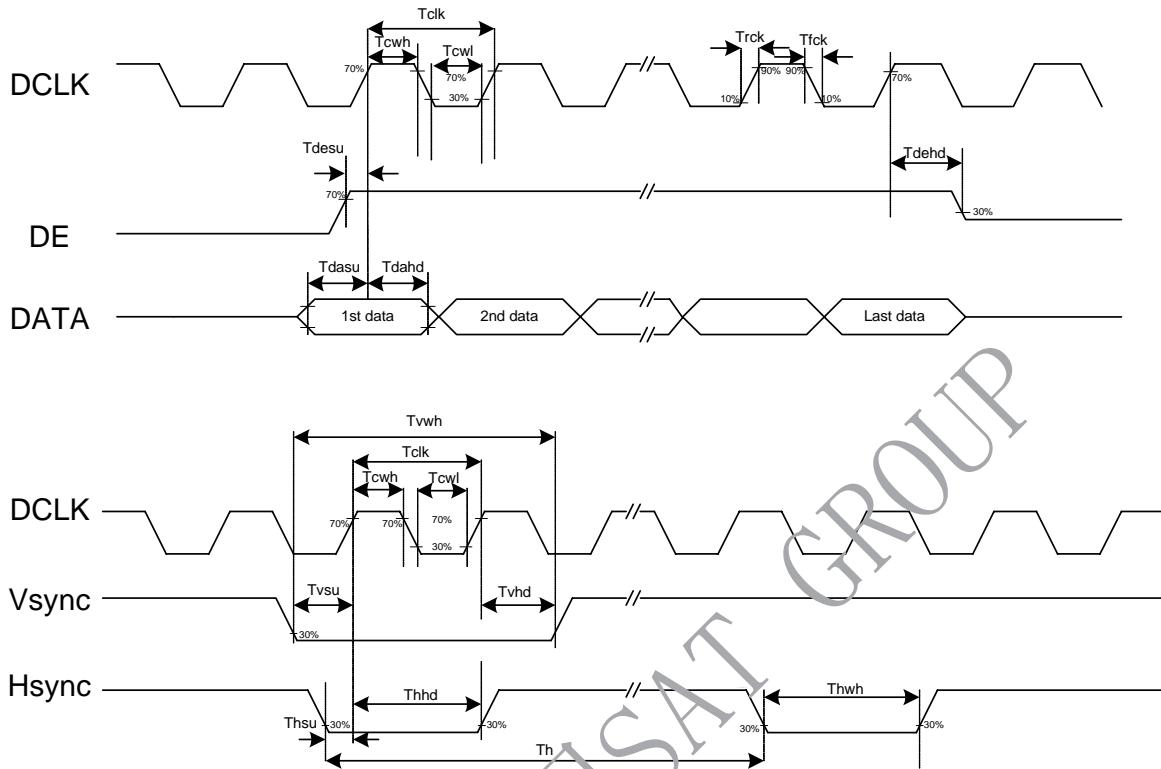 Tclk
Tcwh Tcwl Trck Tfck
DCLK 70% 70% 30% 90% 90% 10% 10% 70%
Tdesu Tdehd
DE 70% 30%
Tdasu Tdahd
DATA 1st data 2nd data Last data
Tvwh
Tclk
Tcwh Tcwl
DCLK 70% 70% 70% 30%
Tvsu Tvhd
Vsync 30%
Hsync Thhd Thwh
Thsu 30% 30% 30% 30%
Th
USAT GROUP